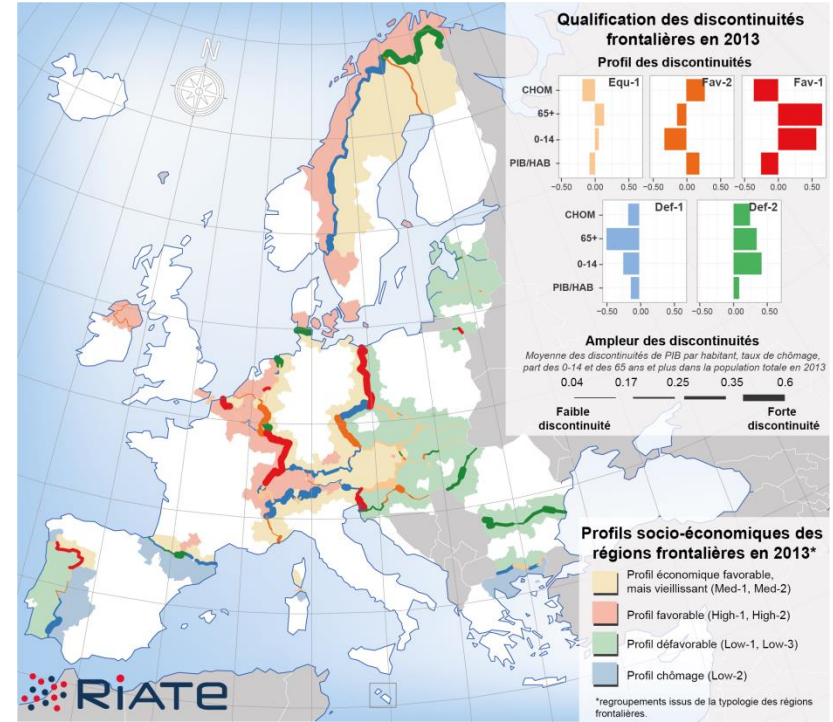 N
Qualification des discontinuités
frontalières en 2013
Profil des discontinuités
Equ-1
Fav-2
Fav-1
CHOM
65+
0-14
PIB/HAB
−0.50 0.00 0.50
−0.50 0.00 0.50
−0.50 0.00 0.50
Def-1
Def-2
CHOM
65+
0-14
PIB/HAB
−0.50 0.00 0.50
−0.50 0.00 0.50
Ampleur des discontinuités
Moyenne des discontinuités de PIB par habitant, taux de chômage,
part des 0-14 et des 65 ans et plus dans la population totale en 2013
0.04 0.17 0.25 0.35 0.6
Faible
discontinuité
Forte
discontinuité
Profils socio-économiques des
régions frontalières en 2013*
Profil économique favorable,
mais vieillissant (Med-1, Med-2)
Profil favorable (High-1, High-2)
Profil défavorable (Low-1, Low-3)
Profil chômage (Low-2)
*regroupements issus de la typologie des régions
frontalières.
RIATE